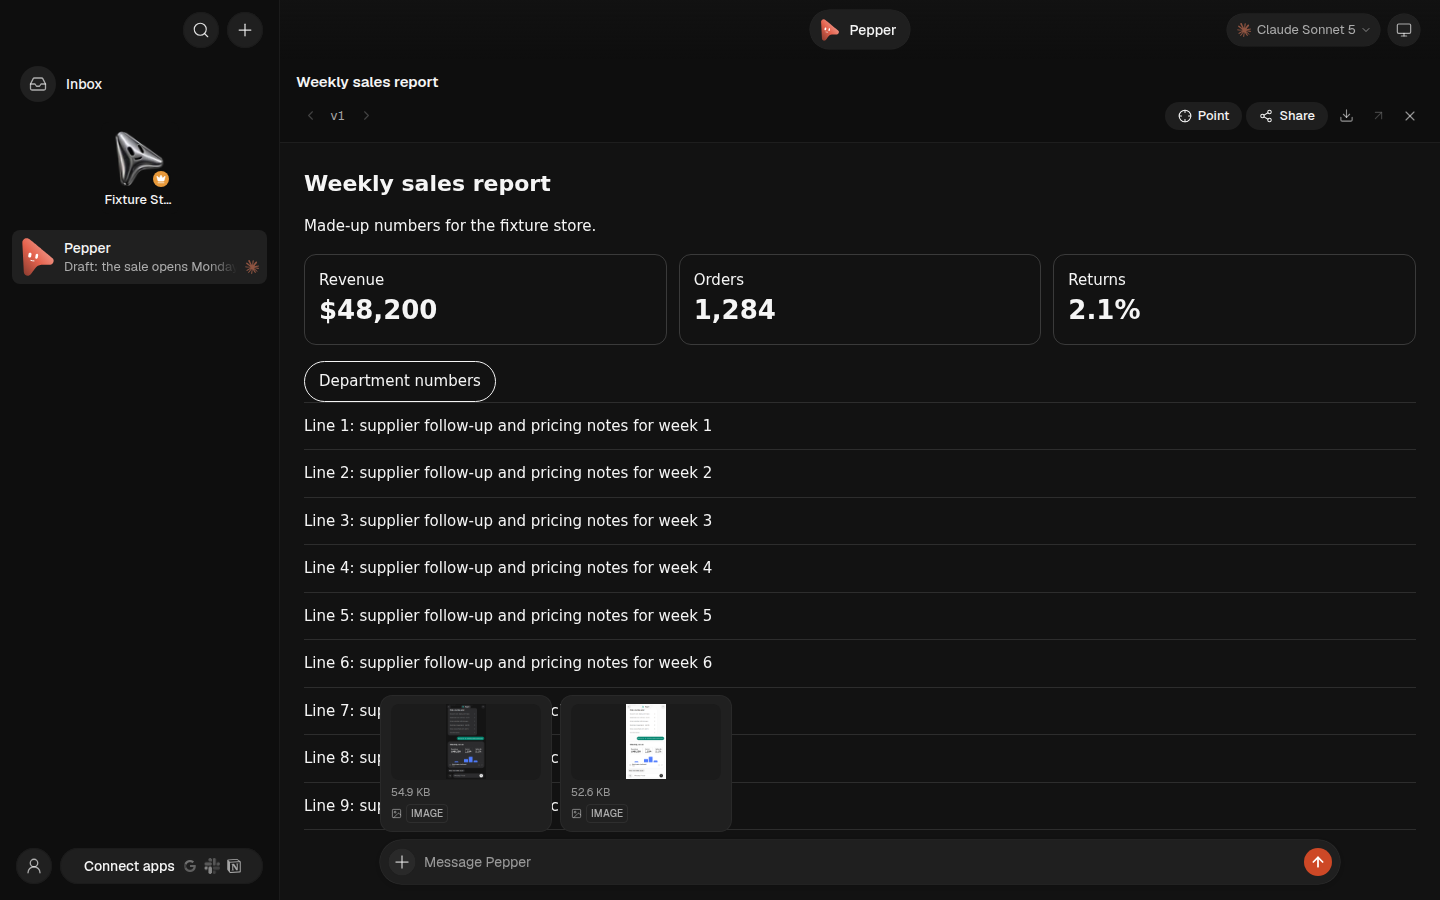 Pepper
Claude Sonnet 5
Inbox
Fixture St...
Pepper
Draft: the sale opens Monday
Connect apps
Weekly sales report
v1
Point
Share
Weekly sales report
Made-up numbers for the fixture store.
Revenue
$48,200
Orders
1,284
Returns
2.1%
Department numbers
Line 1: supplier follow-up and pricing notes for week 1
Line 2: supplier follow-up and pricing notes for week 2
Line 3: supplier follow-up and pricing notes for week 3
Line 4: supplier follow-up and pricing notes for week 4
Line 5: supplier follow-up and pricing notes for week 5
Line 6: supplier follow-up and pricing notes for week 6
Line 7:
Line 8:
Line 9:
54.9 KB
IMAGE
52.6 KB
IMAGE
Message Pepper